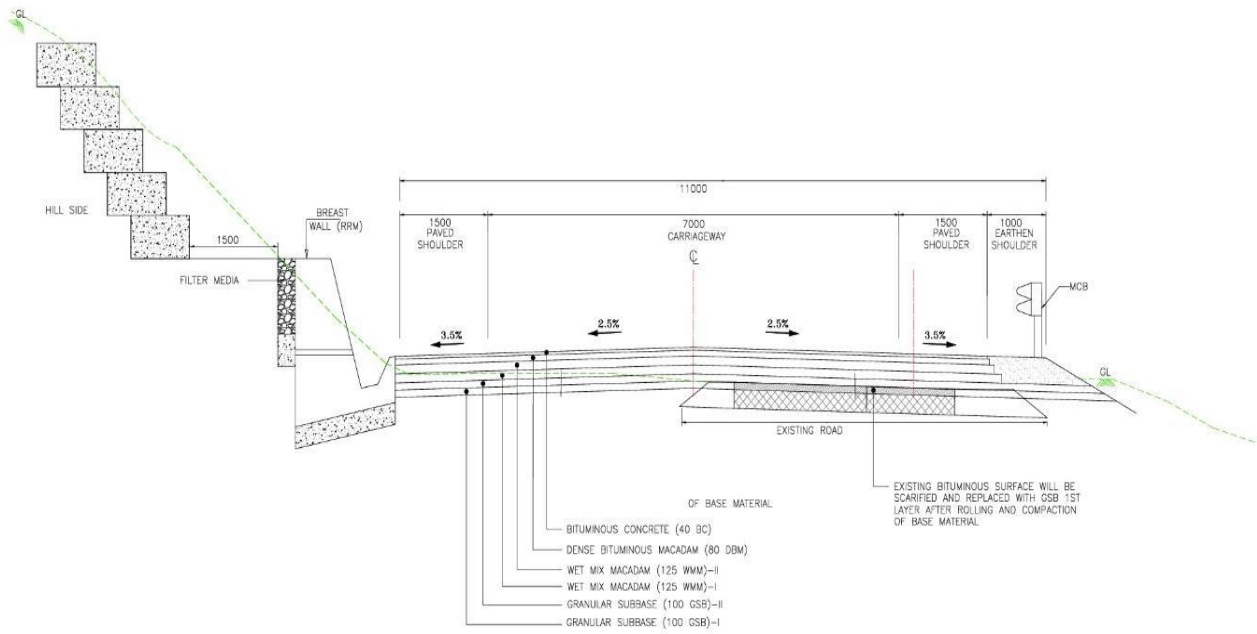 GL
11000
1500
PAVED
SHOULDER
7000
CARRIAGEWAY
CL
1500
PAVED
SHOULDER
1000
EARTHEN
SHOULDER
HILL SIDE
BREAST
WALL (RRM)
1500
FILTER MEDIA
MCB
3.5%
2.5%
2.5%
3.5%
GL
EXISTING ROAD
EXISTING BITUMINOUS SURFACE WILL BE
SCARIFIED AND REPLACED WITH GSB 1ST
LAYER AFTER ROLLING AND COMPACTION
OF BASE MATERIAL
OF BASE MATERIAL
BITUMINOUS CONCRETE (40 BC)
DENSE BITUMINOUS MACADAM (80 DBM)
WET MIX MACADAM (125 WMM)-II
WET MIX MACADAM (125 WMM)-I
GRANULAR SUBBASE (100 GSB)-II
GRANULAR SUBBASE (100 GSB)-I